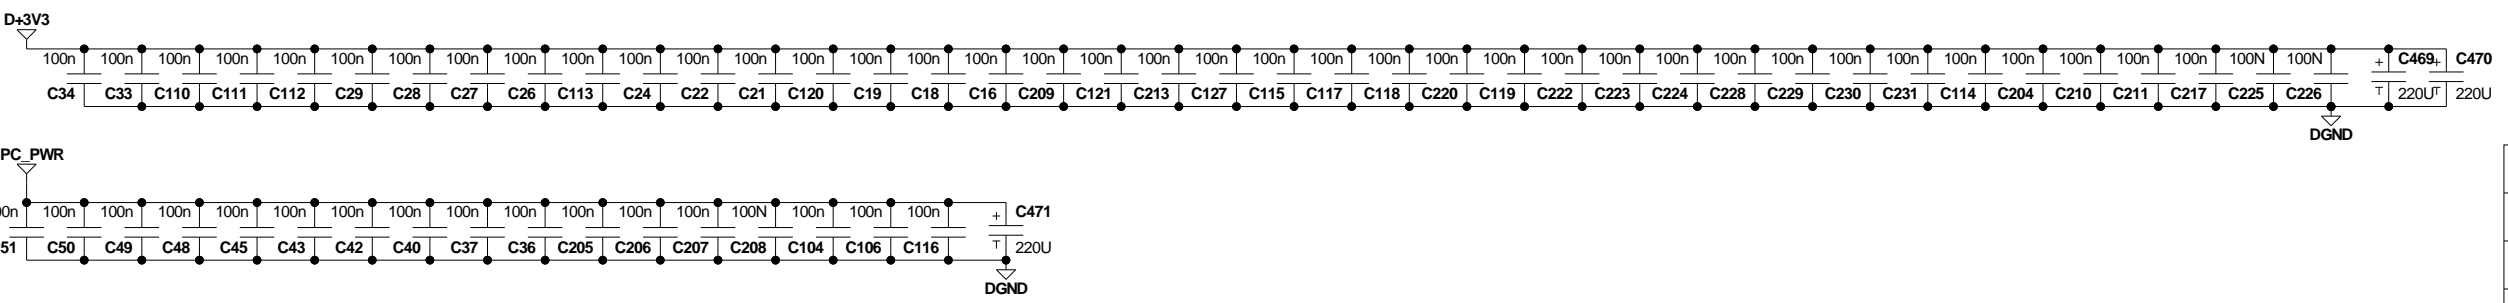 D+3V3
100n 100n 100n 100n 100n 100n 100n 100n 100n 100n 100n 100n 100n 100n 100n 100n 100n 100n 100n 100n 100n 100n 100n 100n 100n 100n 100n 100n 100n 100n 100n 100n 100n 100n 100n 100n 100n 100n 100N 100N + C469 + C470
C34 C33 C110 C111 C112 C29 C28 C27 C26 C113 C24 C22 C21 C120 C19 C18 C16 C209 C121 C213 C127 C115 C117 C118 C220 C119 C222 C223 C224 C228 C229 C230 C231 C114 C204 C210 C211 C217 C225 C226 T 220U T 220U
DGND
PC_PWR
00n 100n 100n 100n 100n 100n 100n 100n 100n 100n 100n 100n 100n 100N 100n 100n 100n + C471
51 C50 C49 C48 C45 C43 C42 C40 C37 C36 C205 C206 C207 C208 C104 C106 C116 T 220U
DGND